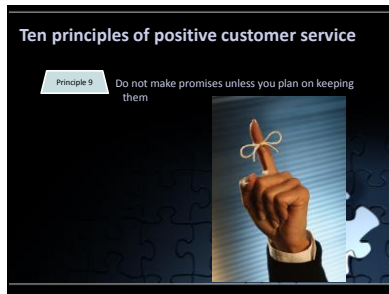 Ten principles of positive customer service
Principle 9
Do not make promises unless you plan on keeping
them